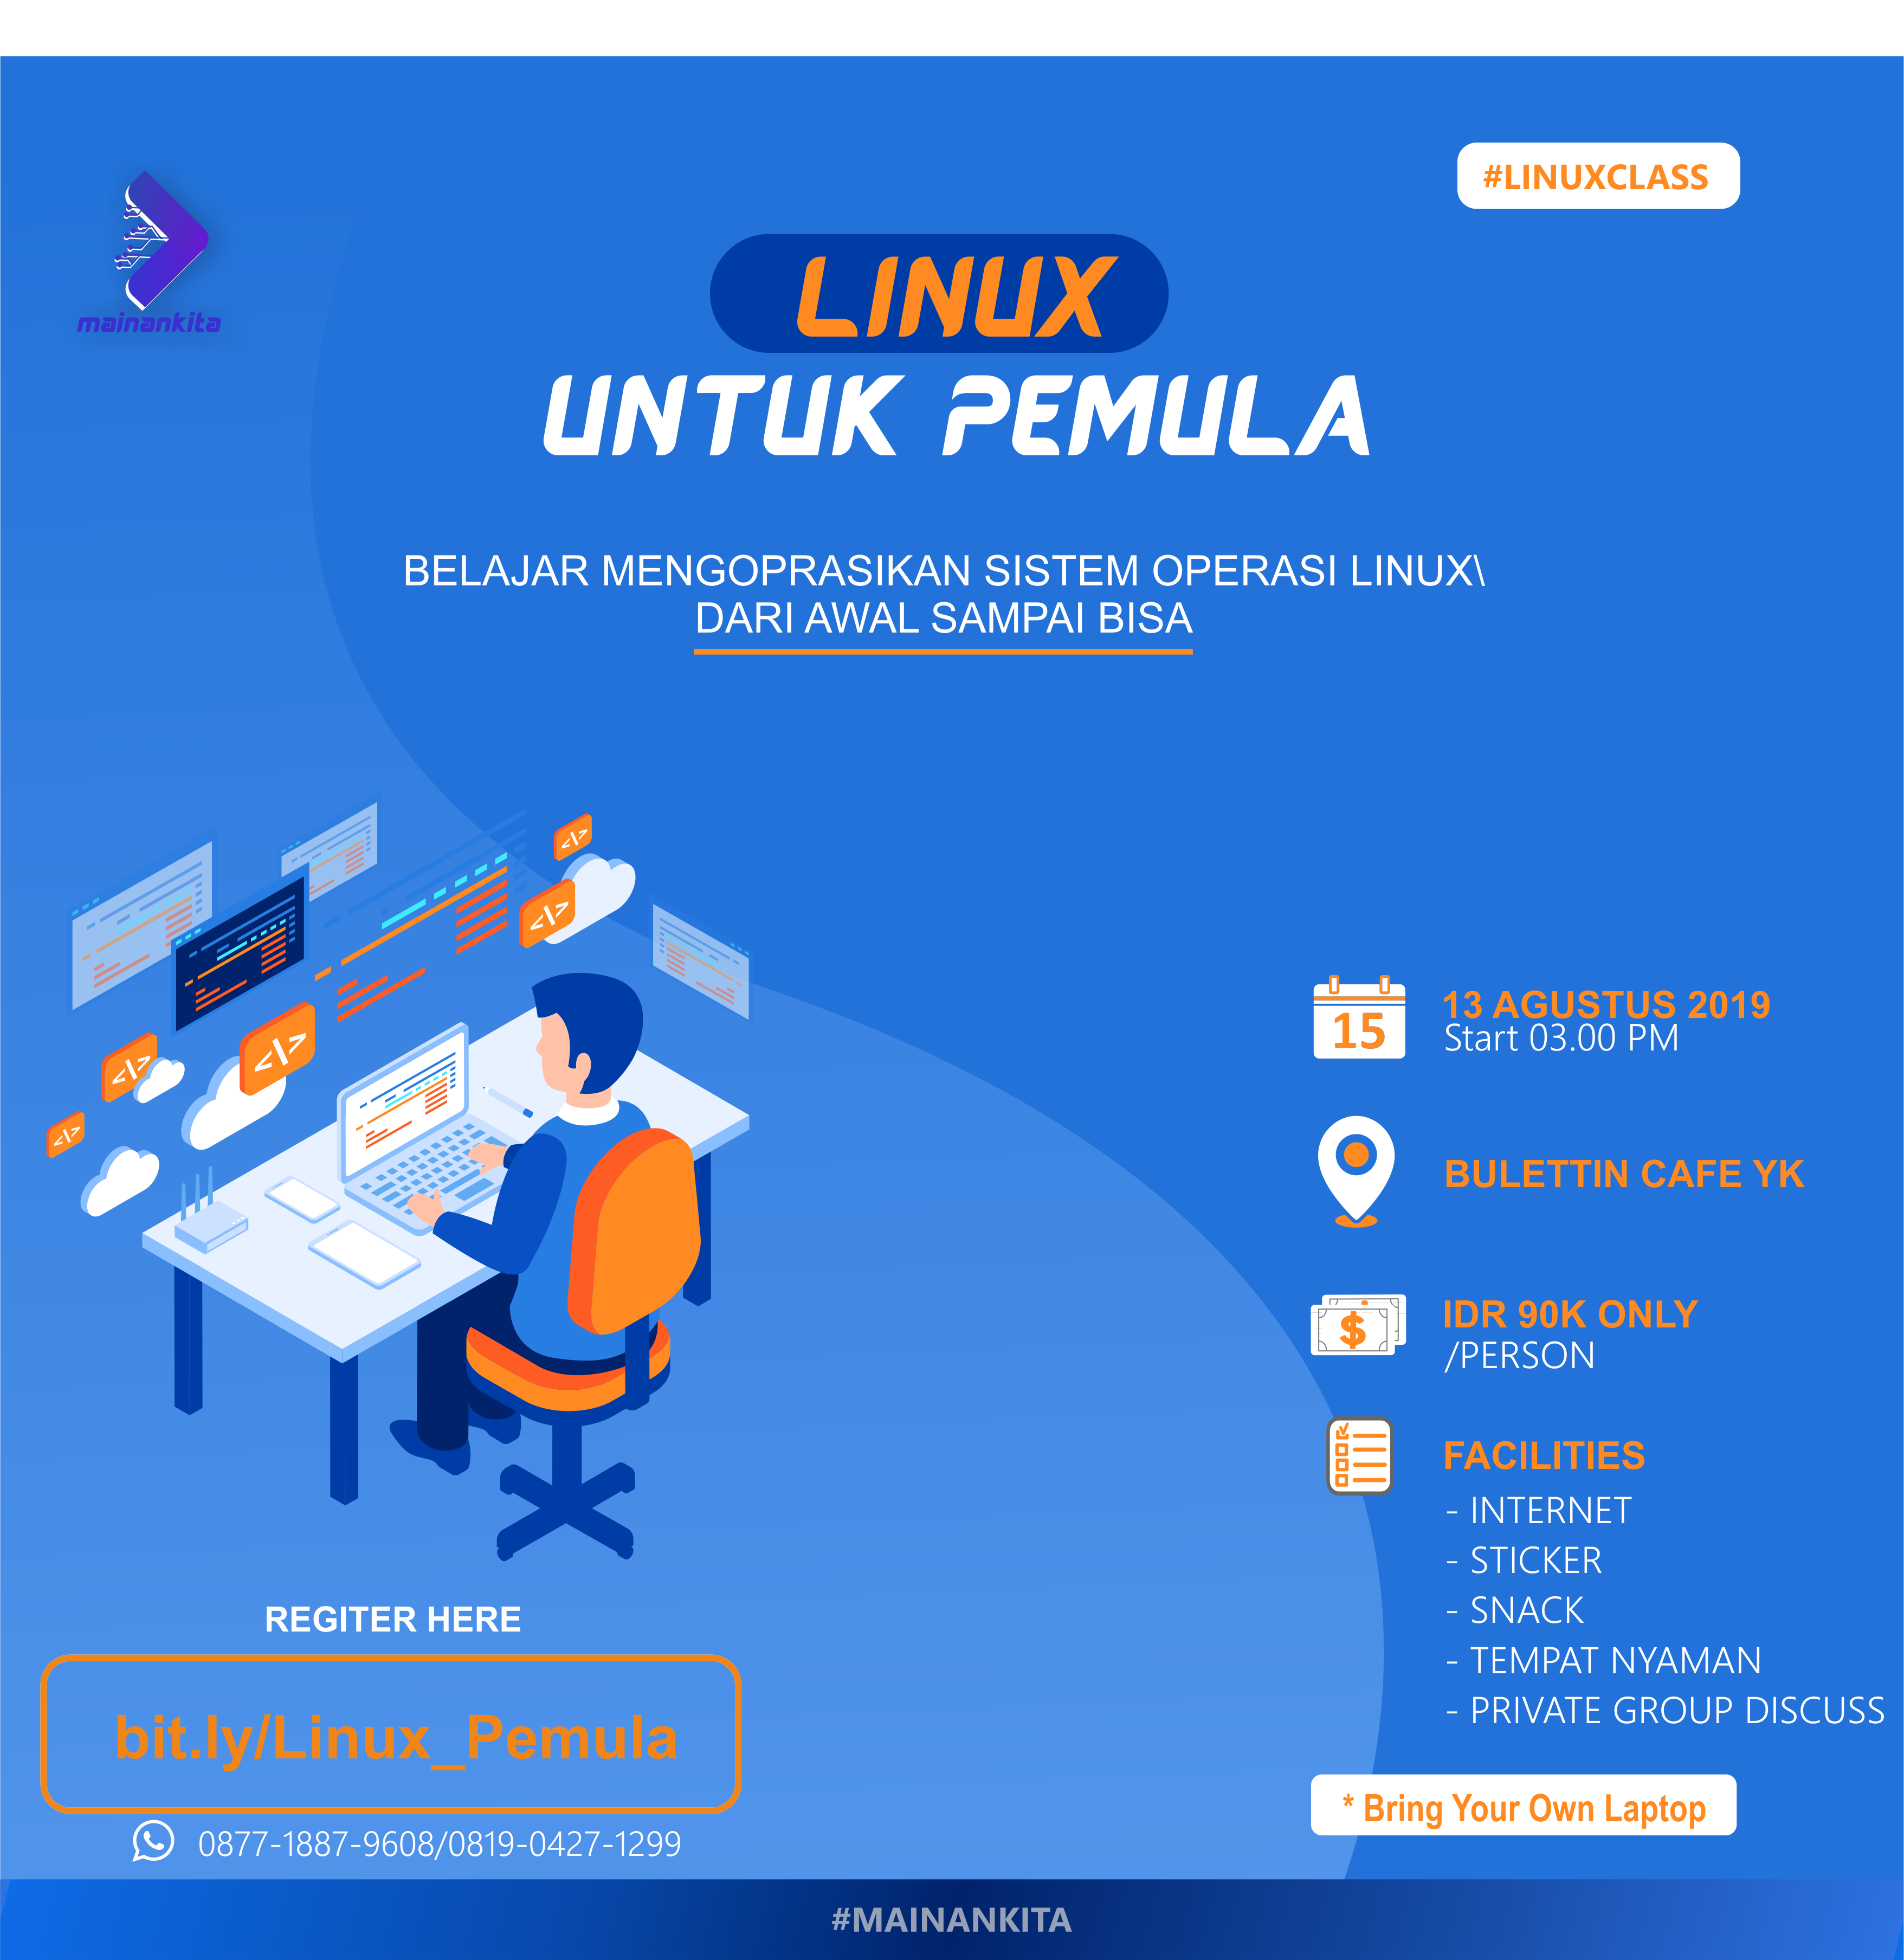 mainankita
#LINUXCLASS
LINUX
UNTUK PEMULA
BELAJAR MENGOPRASIKAN SISTEM OPERASI LINUX\
DARI AWAL SAMPAI BISA
15
13 AGUSTUS 2019
Start 03.00 PM
BULETTIN CAFE YK
$
IDR 90K ONLY
/PERSON
FACILITIES
- INTERNET
- STICKER
- SNACK
- TEMPAT NYAMAN
- PRIVATE GROUP DISCUSS
* Bring Your Own Laptop
<\>
<\>
<\>
<\>
<\>
REGITER HERE
bit.ly/Linux_Pemula
0877-1887-9608/0819-0427-1299
#MAINANKITA